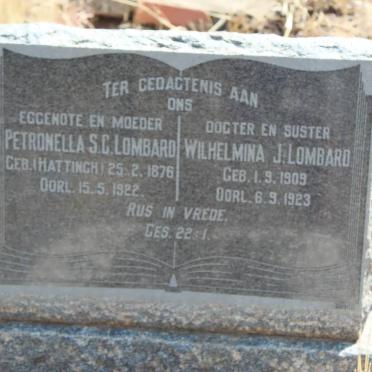 TER GEDAGTENIS AAN
ONS
EGGENOTE EN MOEDER
PETRONELLA S.C. LOMBARD
GEB. (HATTINGH) 25.2.1876
OORL. 15.5.1922.
DOGTER EN SUSTER
WILHELMINA J. LOMBARD
GEB. 1.9.1909
OORL. 6.9.1923
RUS IN VREDE.
GES. 22:1.